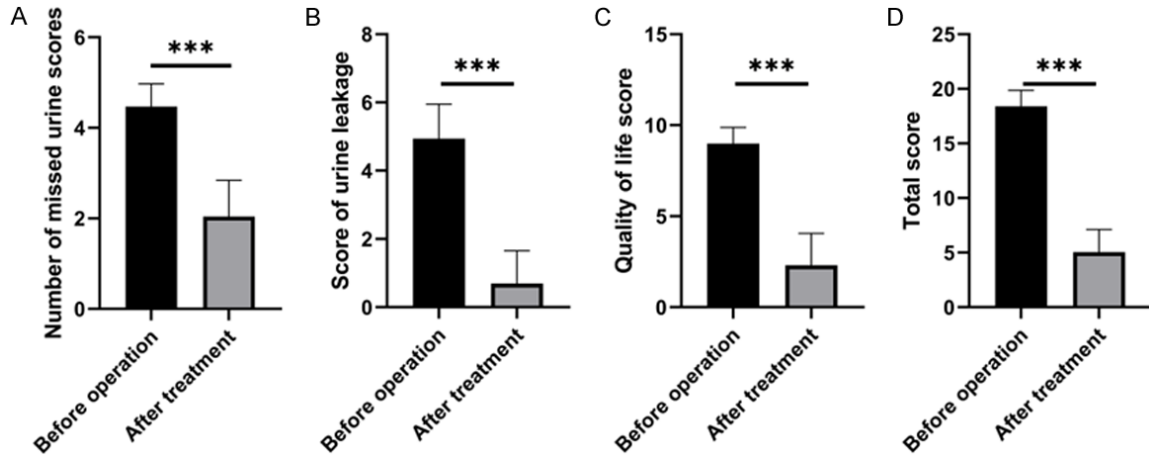 A
Number of missed urine scores
6
4
2
0
***
Before operation
After treatment
B
Score of urine leakage
8
6
4
2
0
***
Before operation
After treatment
C
Quality of life score
15
10
5
0
***
Before operation
After treatment
D
Total score
25
20
15
10
5
0
***
Before operation
After treatment